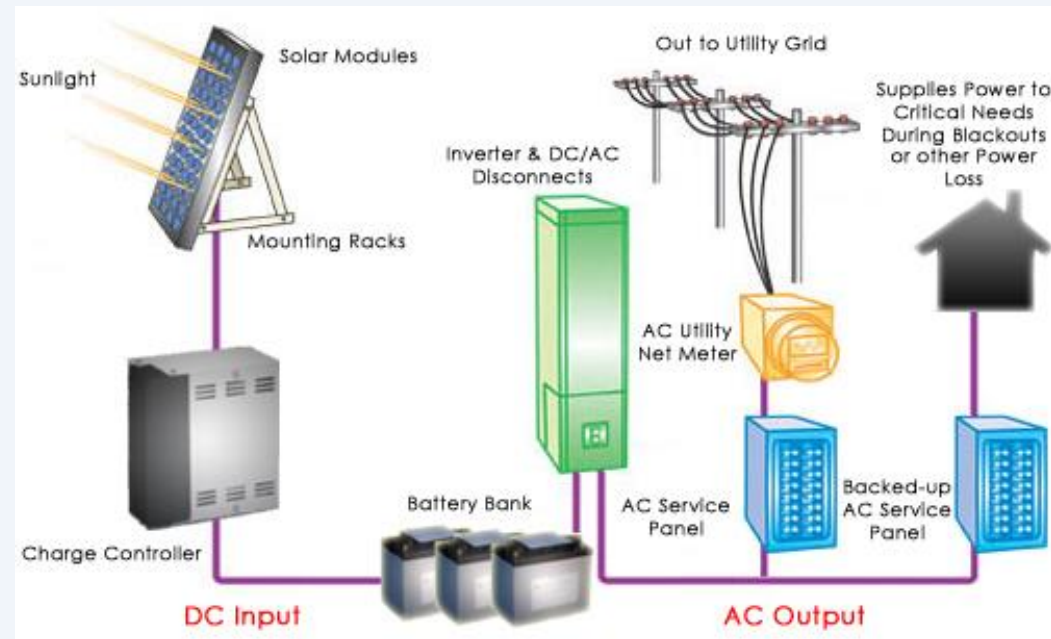 Sunlight
Solar Modules
Mounting Racks
Charge Controller
Battery Bank
Inverter & DC/AC
Disconnects
Out to Utility Grid
AC Utility
Net Meter
AC Service
Panel
Supplies Power to
Critical Needs
During Blackouts
or other Power
Loss
Backed-up
AC Service
Panel
DC Input
AC Output